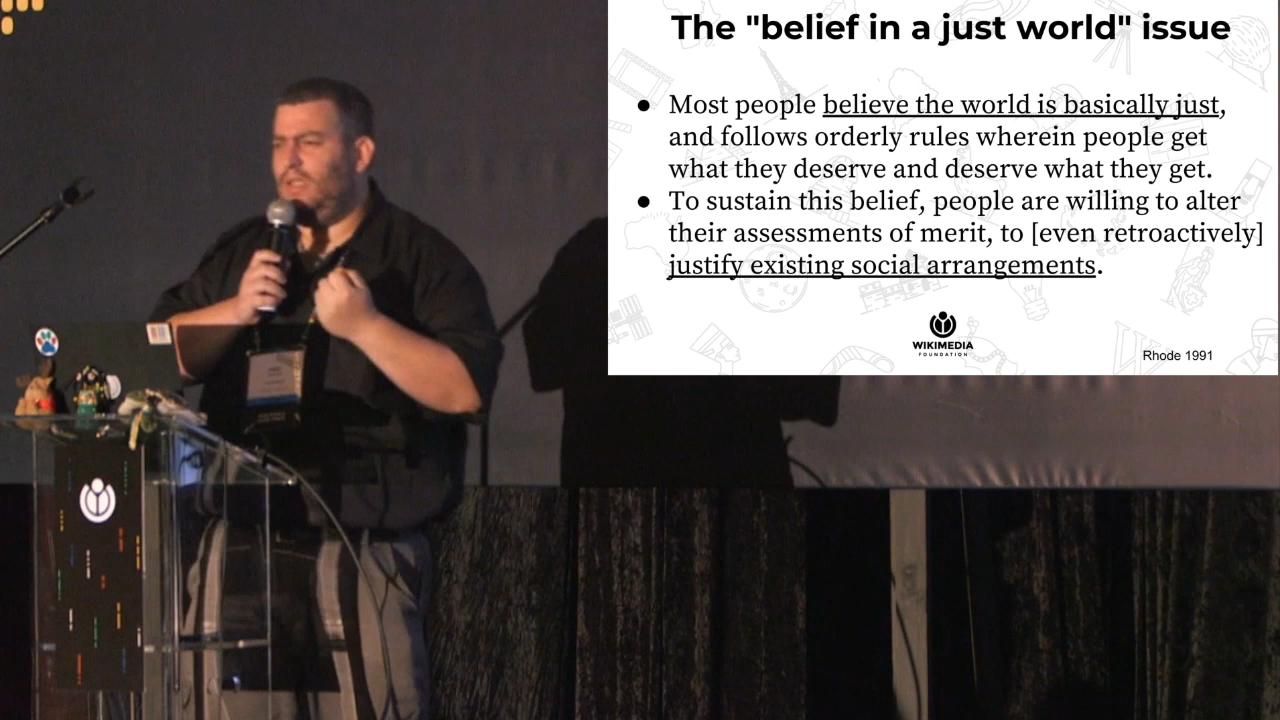 The "belief in a just world" issue
● Most people believe the world is basically just,
and follows orderly rules wherein people get
what they deserve and deserve what they get.
● To sustain this belief, people are willing to alter
their assessments of merit, to [even retroactively]
justify existing social arrangements.
WIKIMEDIA
FOUNDATION
Rhode 1991